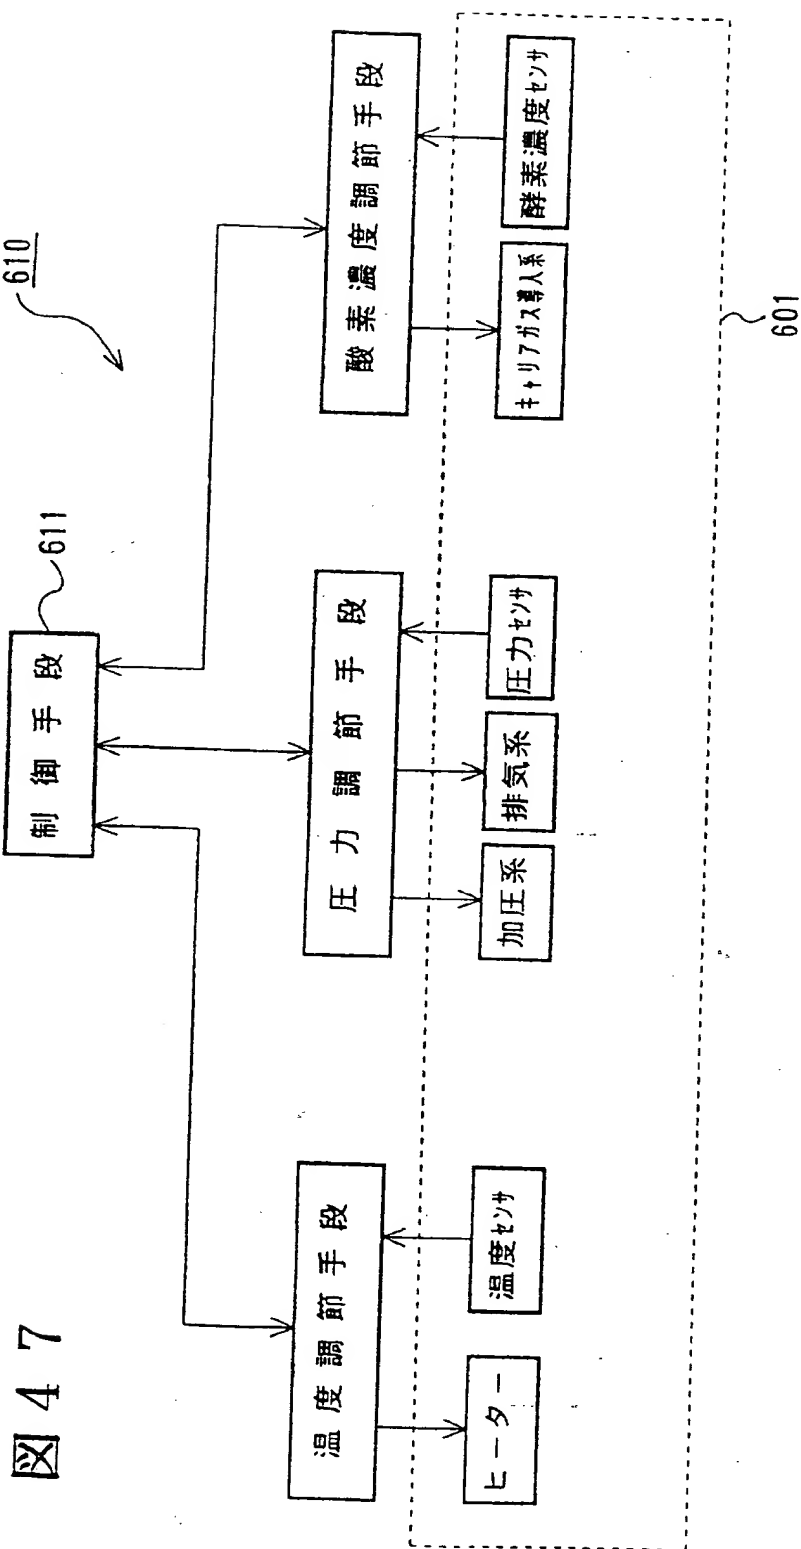 図47
610
制御手段
611
温度調節手段
圧力調節手段
酸素濃度調節手段
ヒーター
温度センサ
加圧系
排気系
圧力センサ
キャリアガス導入系
酵素濃度センサ
601